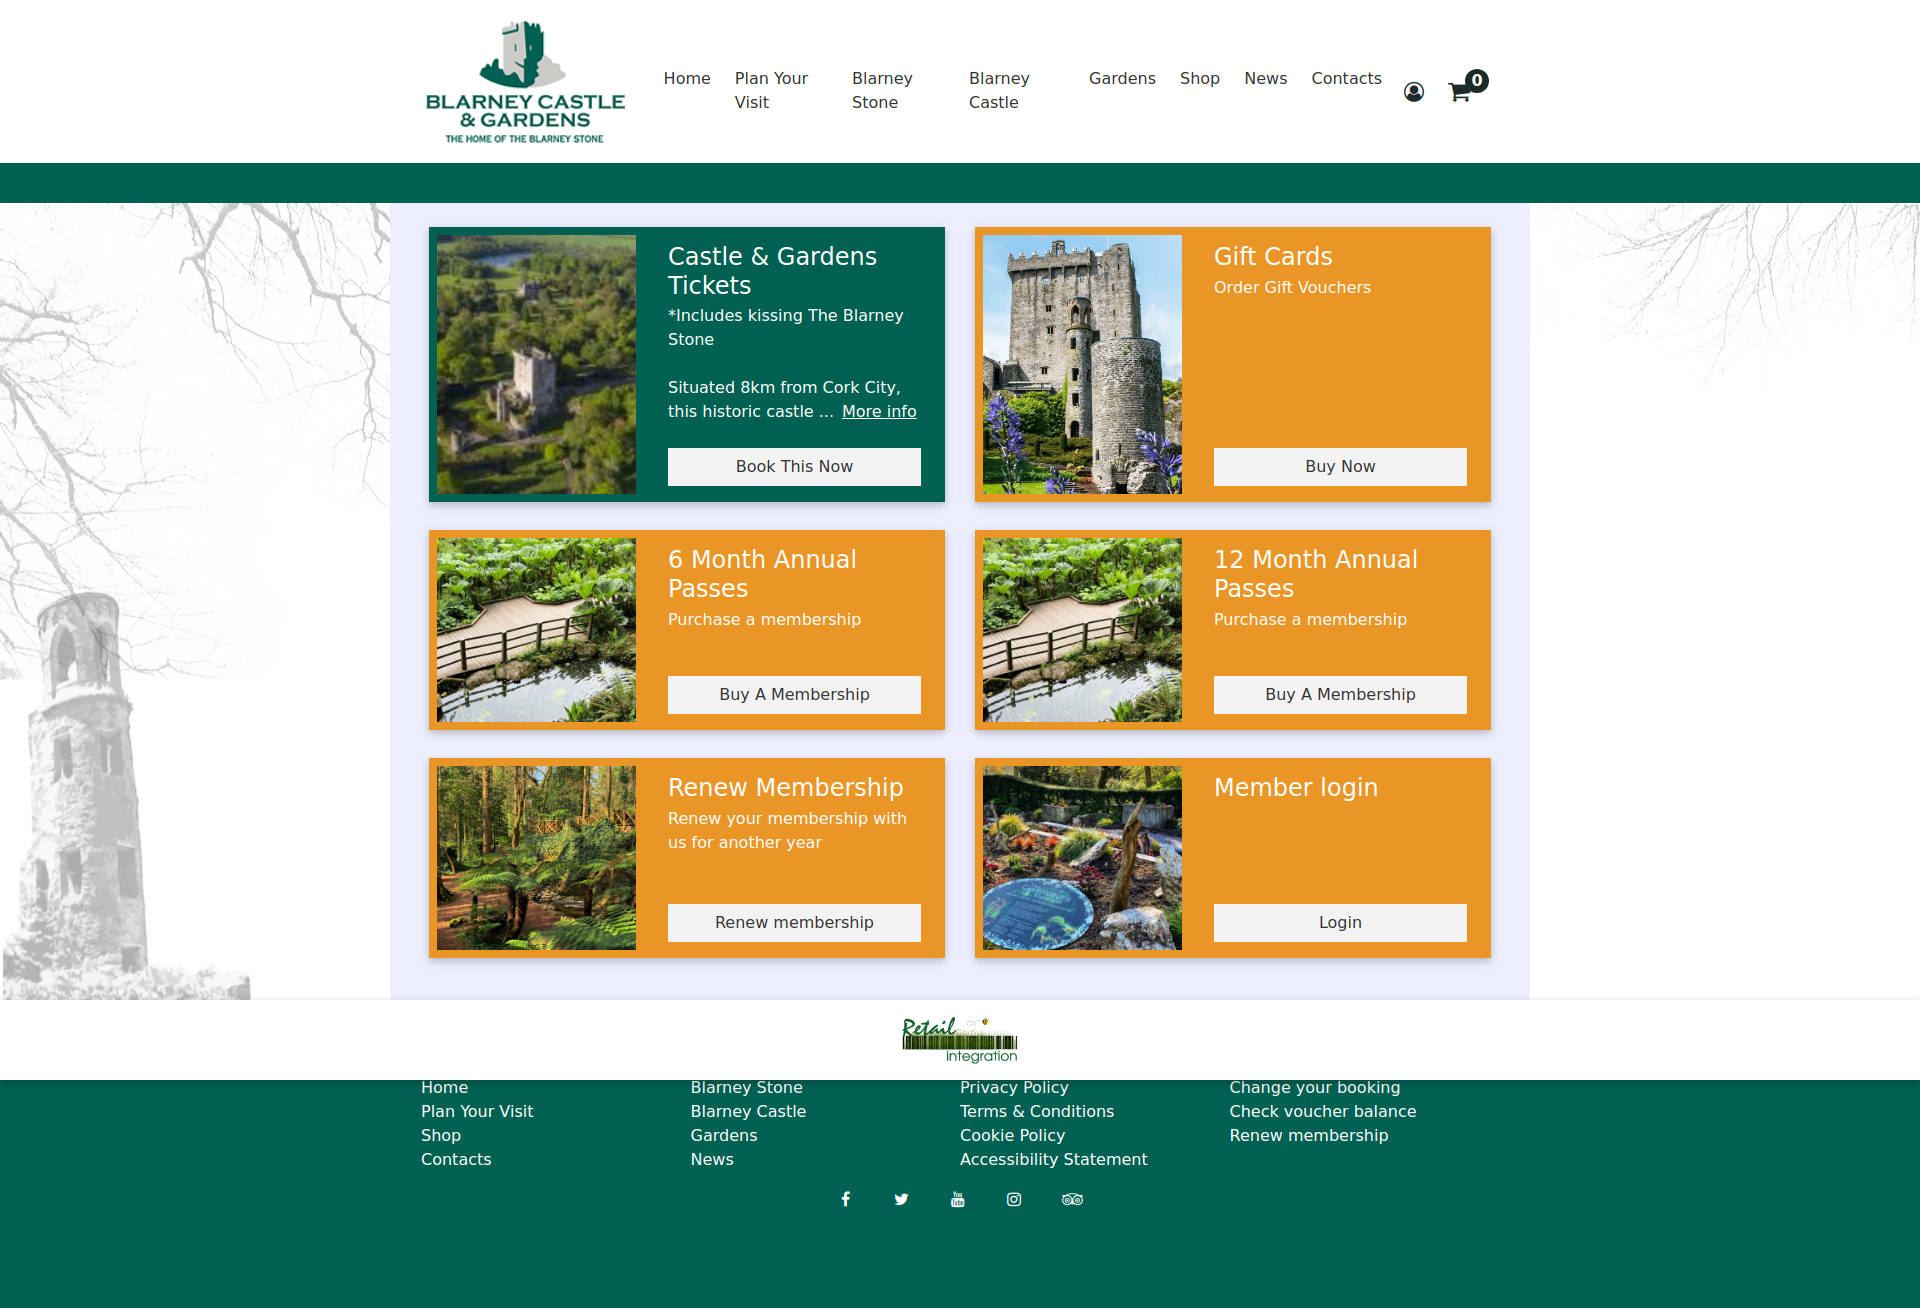 BLARNEY CASTLE
& GARDENS
THE HOME OF THE BLARNEY STONE
Home
Plan Your
Visit
Blarney
Stone
Blarney
Castle
Gardens
Shop
News
Contacts
0
Castle & Gardens
Tickets
*Includes kissing The Blarney
Stone
Situated 8km from Cork City,
this historic castle ... More info
Book This Now
Gift Cards
Order Gift Vouchers
Buy Now
6 Month Annual
Passes
Purchase a membership
Buy A Membership
12 Month Annual
Passes
Purchase a membership
Buy A Membership
Renew Membership
Renew your membership with
us for another year
Renew membership
Member login
Login
Retail
integration
Home
Plan Your Visit
Shop
Contacts
Blarney Stone
Blarney Castle
Gardens
News
Privacy Policy
Terms & Conditions
Cookie Policy
Accessibility Statement
Change your booking
Check voucher balance
Renew membership
You
Tube